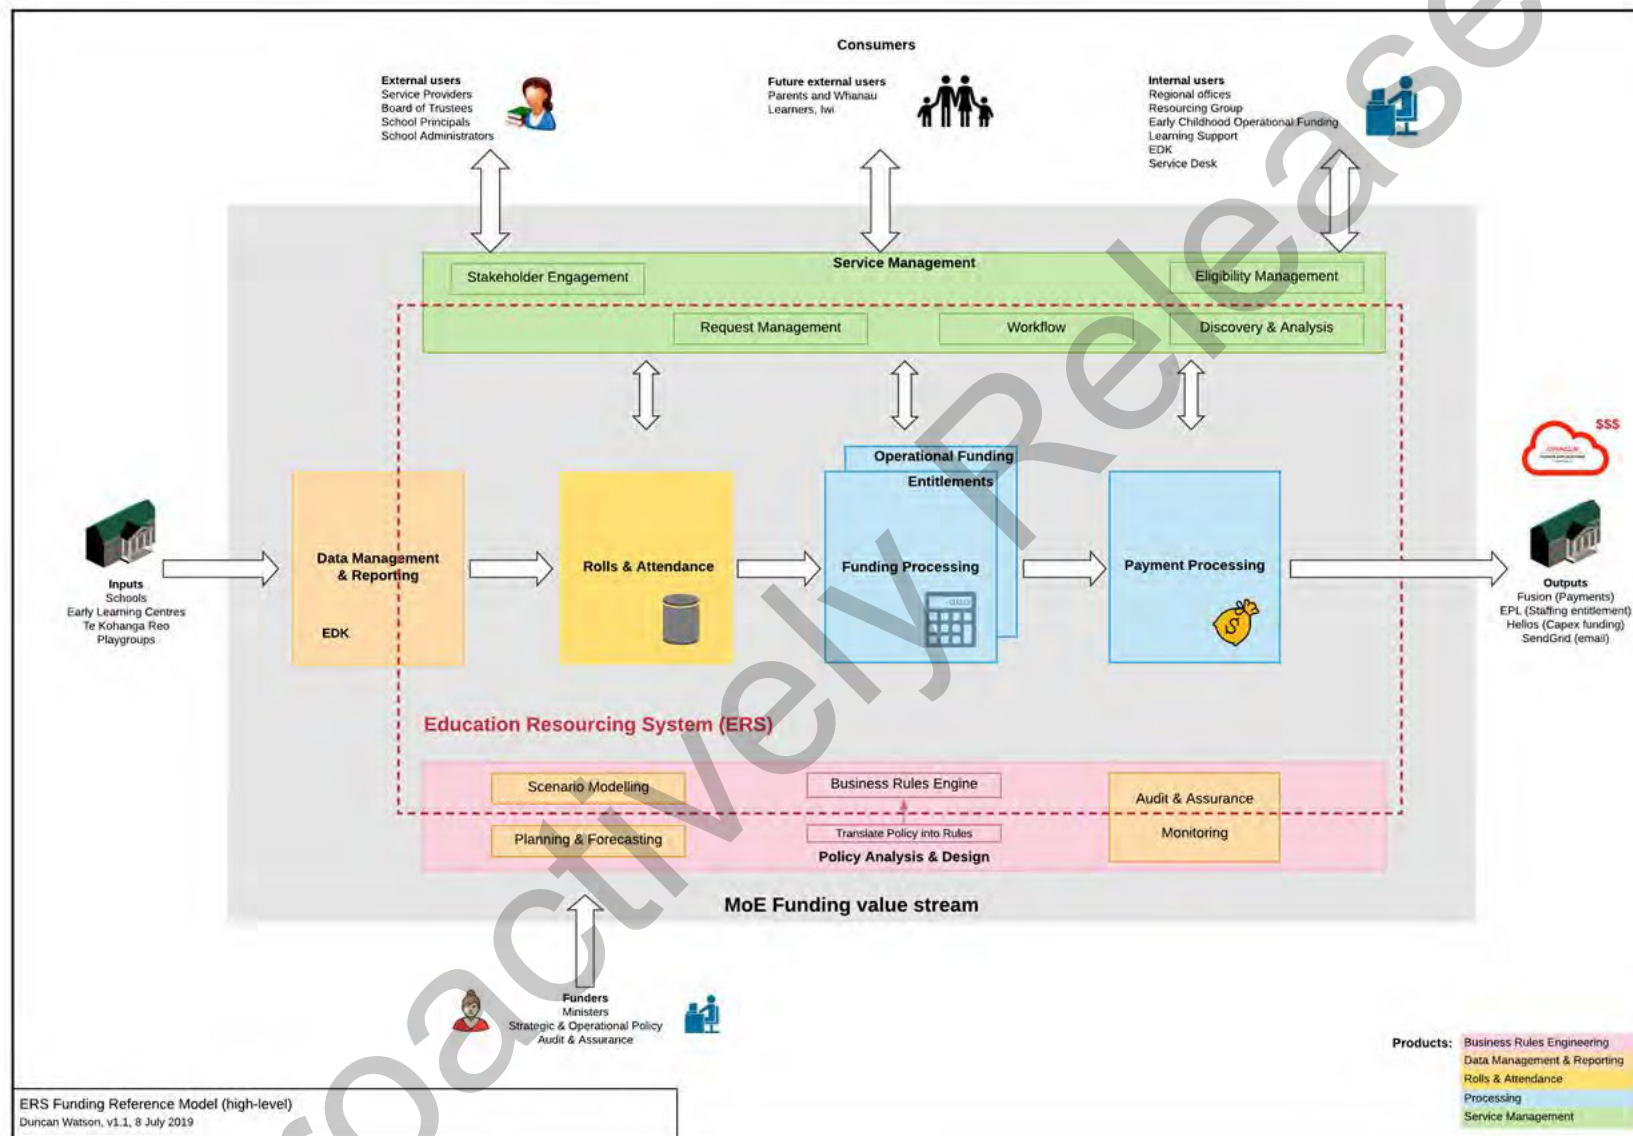 Consumers
External users
Service Providers
Board of Trustees
School Principals
School Administrators
Future external users
Parents and Whanau
Learners, Iwi
Internal users
Regional offices
Resourcing Group
Early Childhood Operational Funding
Learning Support
EDK
Service Desk
Service Management
Stakeholder Engagement
Eligibility Management
Request Management
Workflow
Discovery & Analysis
Operational Funding
Entitlements
Data Management
& Reporting
EDK
Rolls & Attendance
Funding Processing
Payment Processing
Inputs
Schools
Early Learning Centres
Te Kohanga Reo
Playgroups
$$$
ORACLE
Outputs
Fusion (Payments)
EPL (Staffing entitlement)
Helios (Capex funding)
SendGrid (email)
Education Resourcing System (ERS)
Scenario Modelling
Business Rules Engine
Audit & Assurance
Planning & Forecasting
Translate Policy into Rules
Monitoring
Policy Analysis & Design
MoE Funding value stream
Funders
Ministers
Strategic & Operational Policy
Audit & Assurance
Products:
Business Rules Engineering
Data Management & Reporting
Rolls & Attendance
Processing
Service Management
ERS Funding Reference Model (high-level)
Duncan Watson, v1.1, 8 July 2019
roactively Release